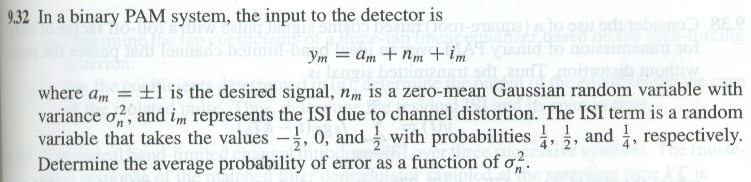 9.32 In a binary PAM system, the input to the detector is
y_m = a_m + n_m + i_m
where a_m = ±1 is the desired signal, n_m is a zero-mean Gaussian random variable with
variance σ_n^2, and i_m represents the ISI due to channel distortion. The ISI term is a random
variable that takes the values −1/2, 0, and 1/2 with probabilities 1/4, 1/2, and 1/4, respectively.
Determine the average probability of error as a function of σ_n^2.